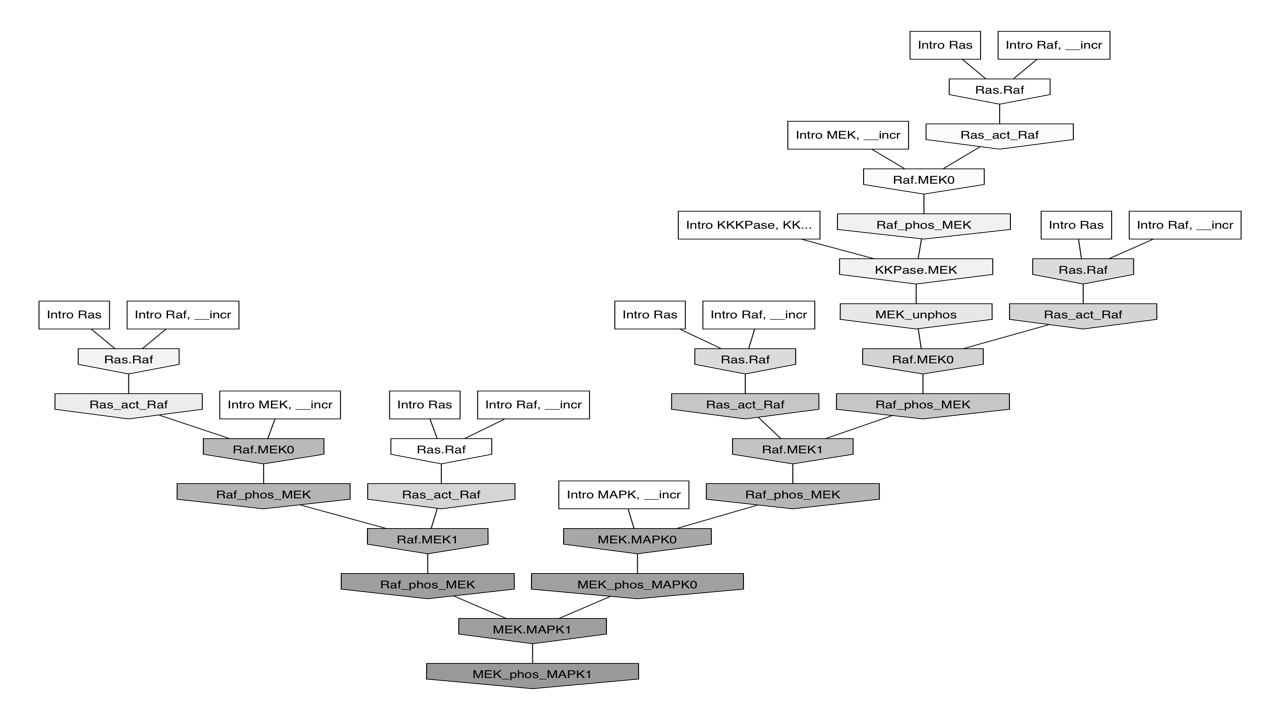 Intro Ras
Intro Raf, __incr
Ras.Raf
Intro MEK, __incr
Ras_act_Raf
Raf.MEK0
Intro KKKPase, KK...
Raf_phos_MEK
Intro Ras
Intro Raf, __incr
KKPase.MEK
Ras.Raf
Intro Ras
Intro Raf, __incr
Intro Ras
Intro Raf, __incr
MEK_unphos
Ras_act_Raf
Ras.Raf
Ras.Raf
Raf.MEK0
Ras_act_Raf
Intro MEK, __incr
Intro Ras
Intro Raf, __incr
Ras_act_Raf
Raf_phos_MEK
Raf.MEK0
Ras.Raf
Raf.MEK1
Raf_phos_MEK
Ras_act_Raf
Intro MAPK, __incr
Raf_phos_MEK
Raf.MEK1
MEK.MAPK0
Raf_phos_MEK
MEK_phos_MAPK0
MEK.MAPK1
MEK_phos_MAPK1